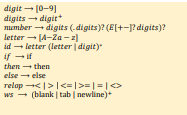 digit → [0−9]
digits → digit⁺
number → digits (. digits)? (E[+−]? digits)?
letter → [A−Za − z]
id → letter (letter | digit)*
if → if
then → then
else → else
relop →< | > | <= | >= | = | <>
ws → (blank | tab | newline)⁺